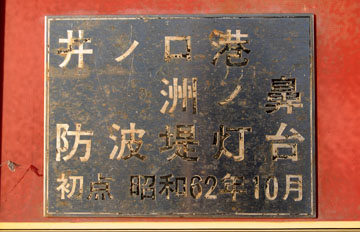 井ノ口港
洲ノ鼻
防波堤灯台
初点 昭和62年10月